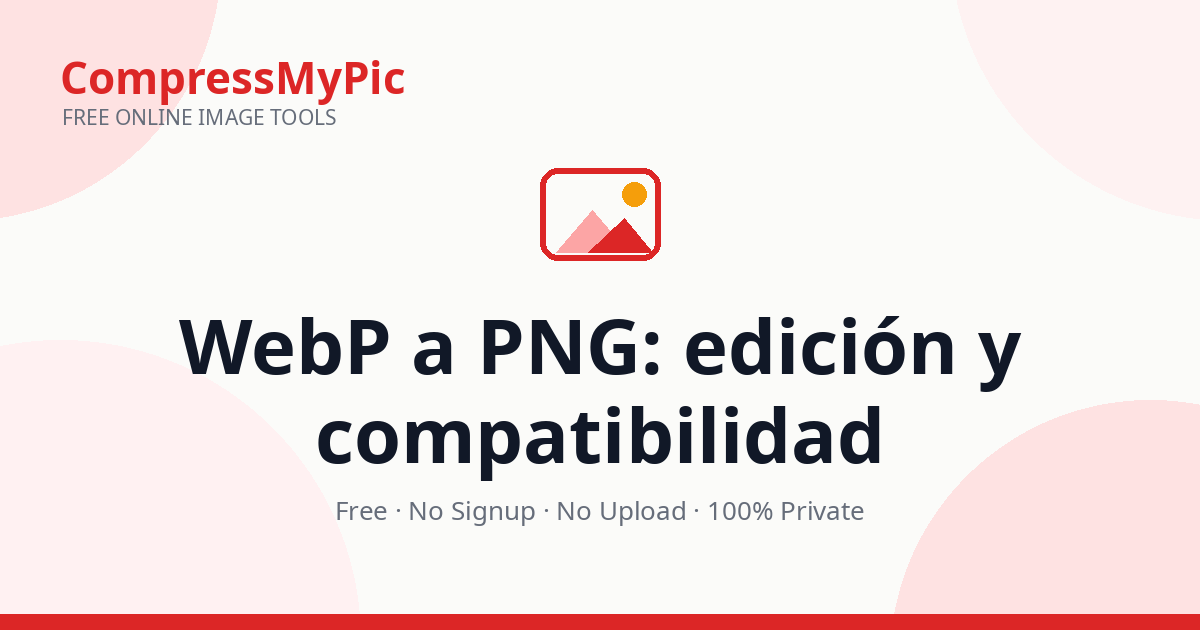 CompressMyPic
FREE ONLINE IMAGE TOOLS
WebP a PNG: edición y
compatibilidad
Free · No Signup · No Upload · 100% Private